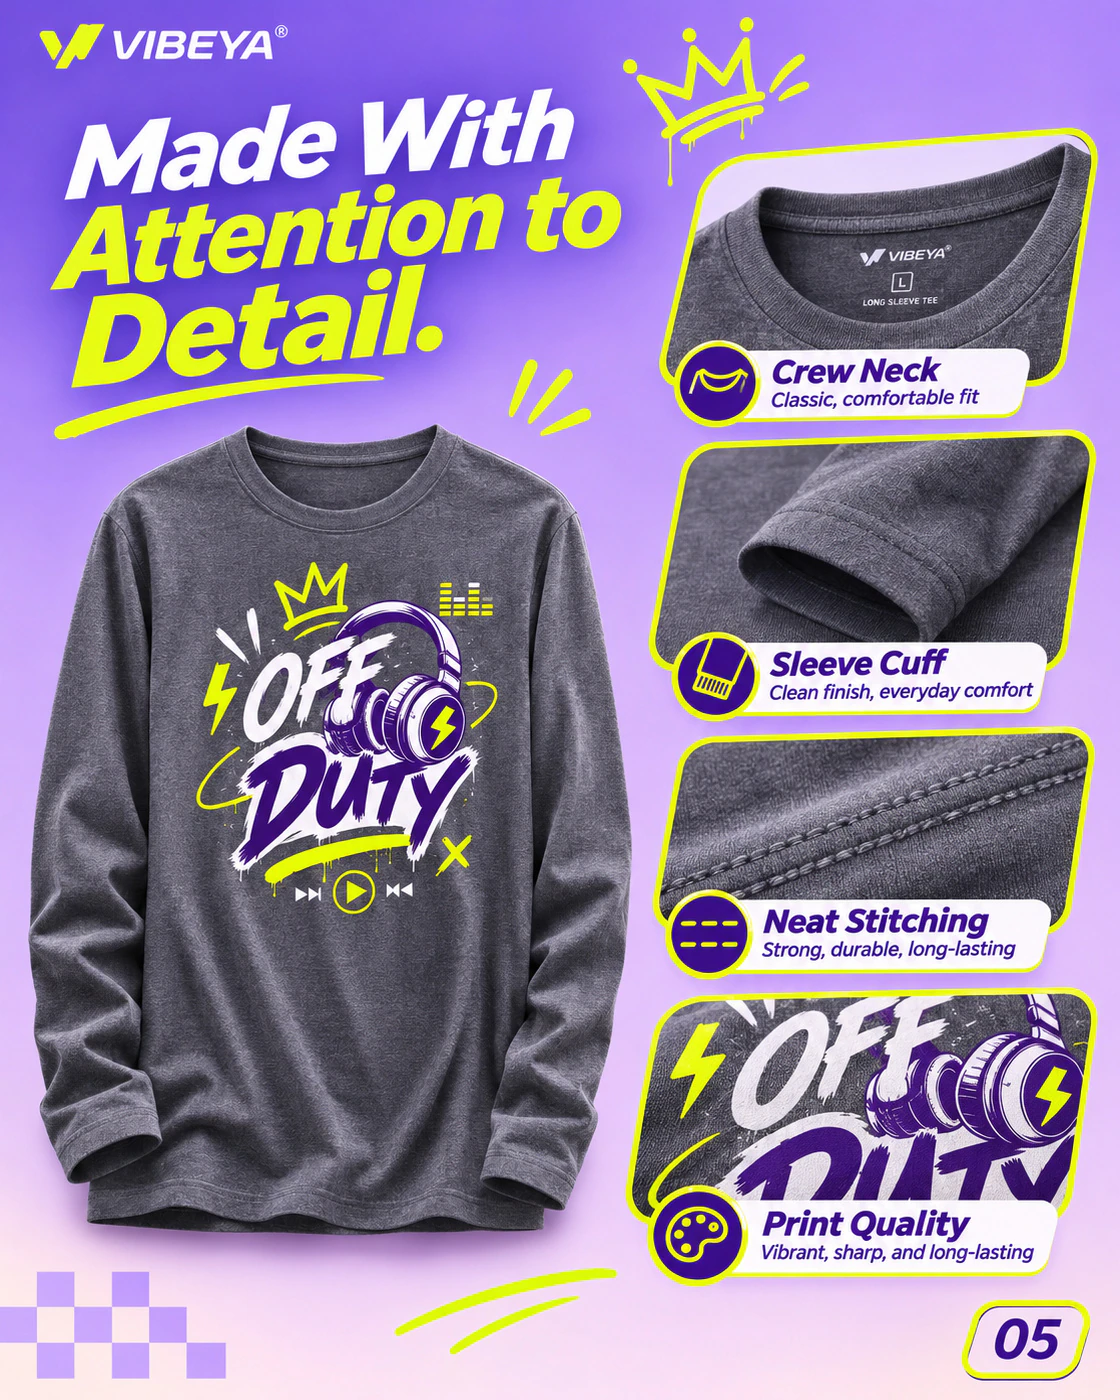 VIBEYA®
Made With
Attention to
Detail.
OFF
DUTY
VIBEYA®
L
LONG SLEEVE TEE
Crew Neck
Classic, comfortable fit
Sleeve Cuff
Clean finish, everyday comfort
Neat Stitching
Strong, durable, long-lasting
OFF
DUTY
Print Quality
Vibrant, sharp, and long-lasting
05